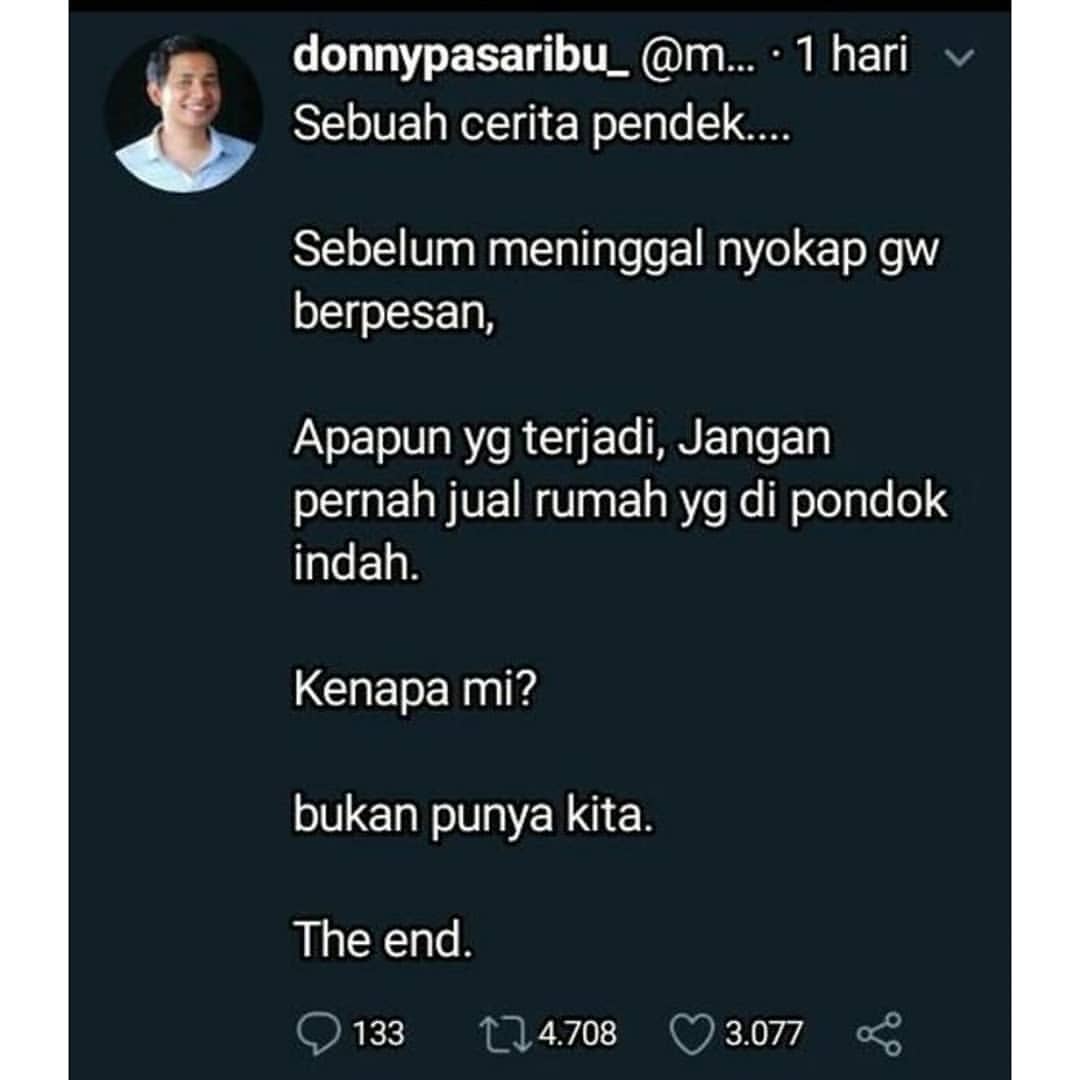 donnypasaribu_ @m... · 1 hari
Sebuah cerita pendek....
Sebelum meninggal nyokap gw
berpesan,
Apapun yg terjadi, Jangan
pernah jual rumah yg di pondok
indah.
Kenapa mi?
bukan punya kita.
The end.
133 4.708 3.077